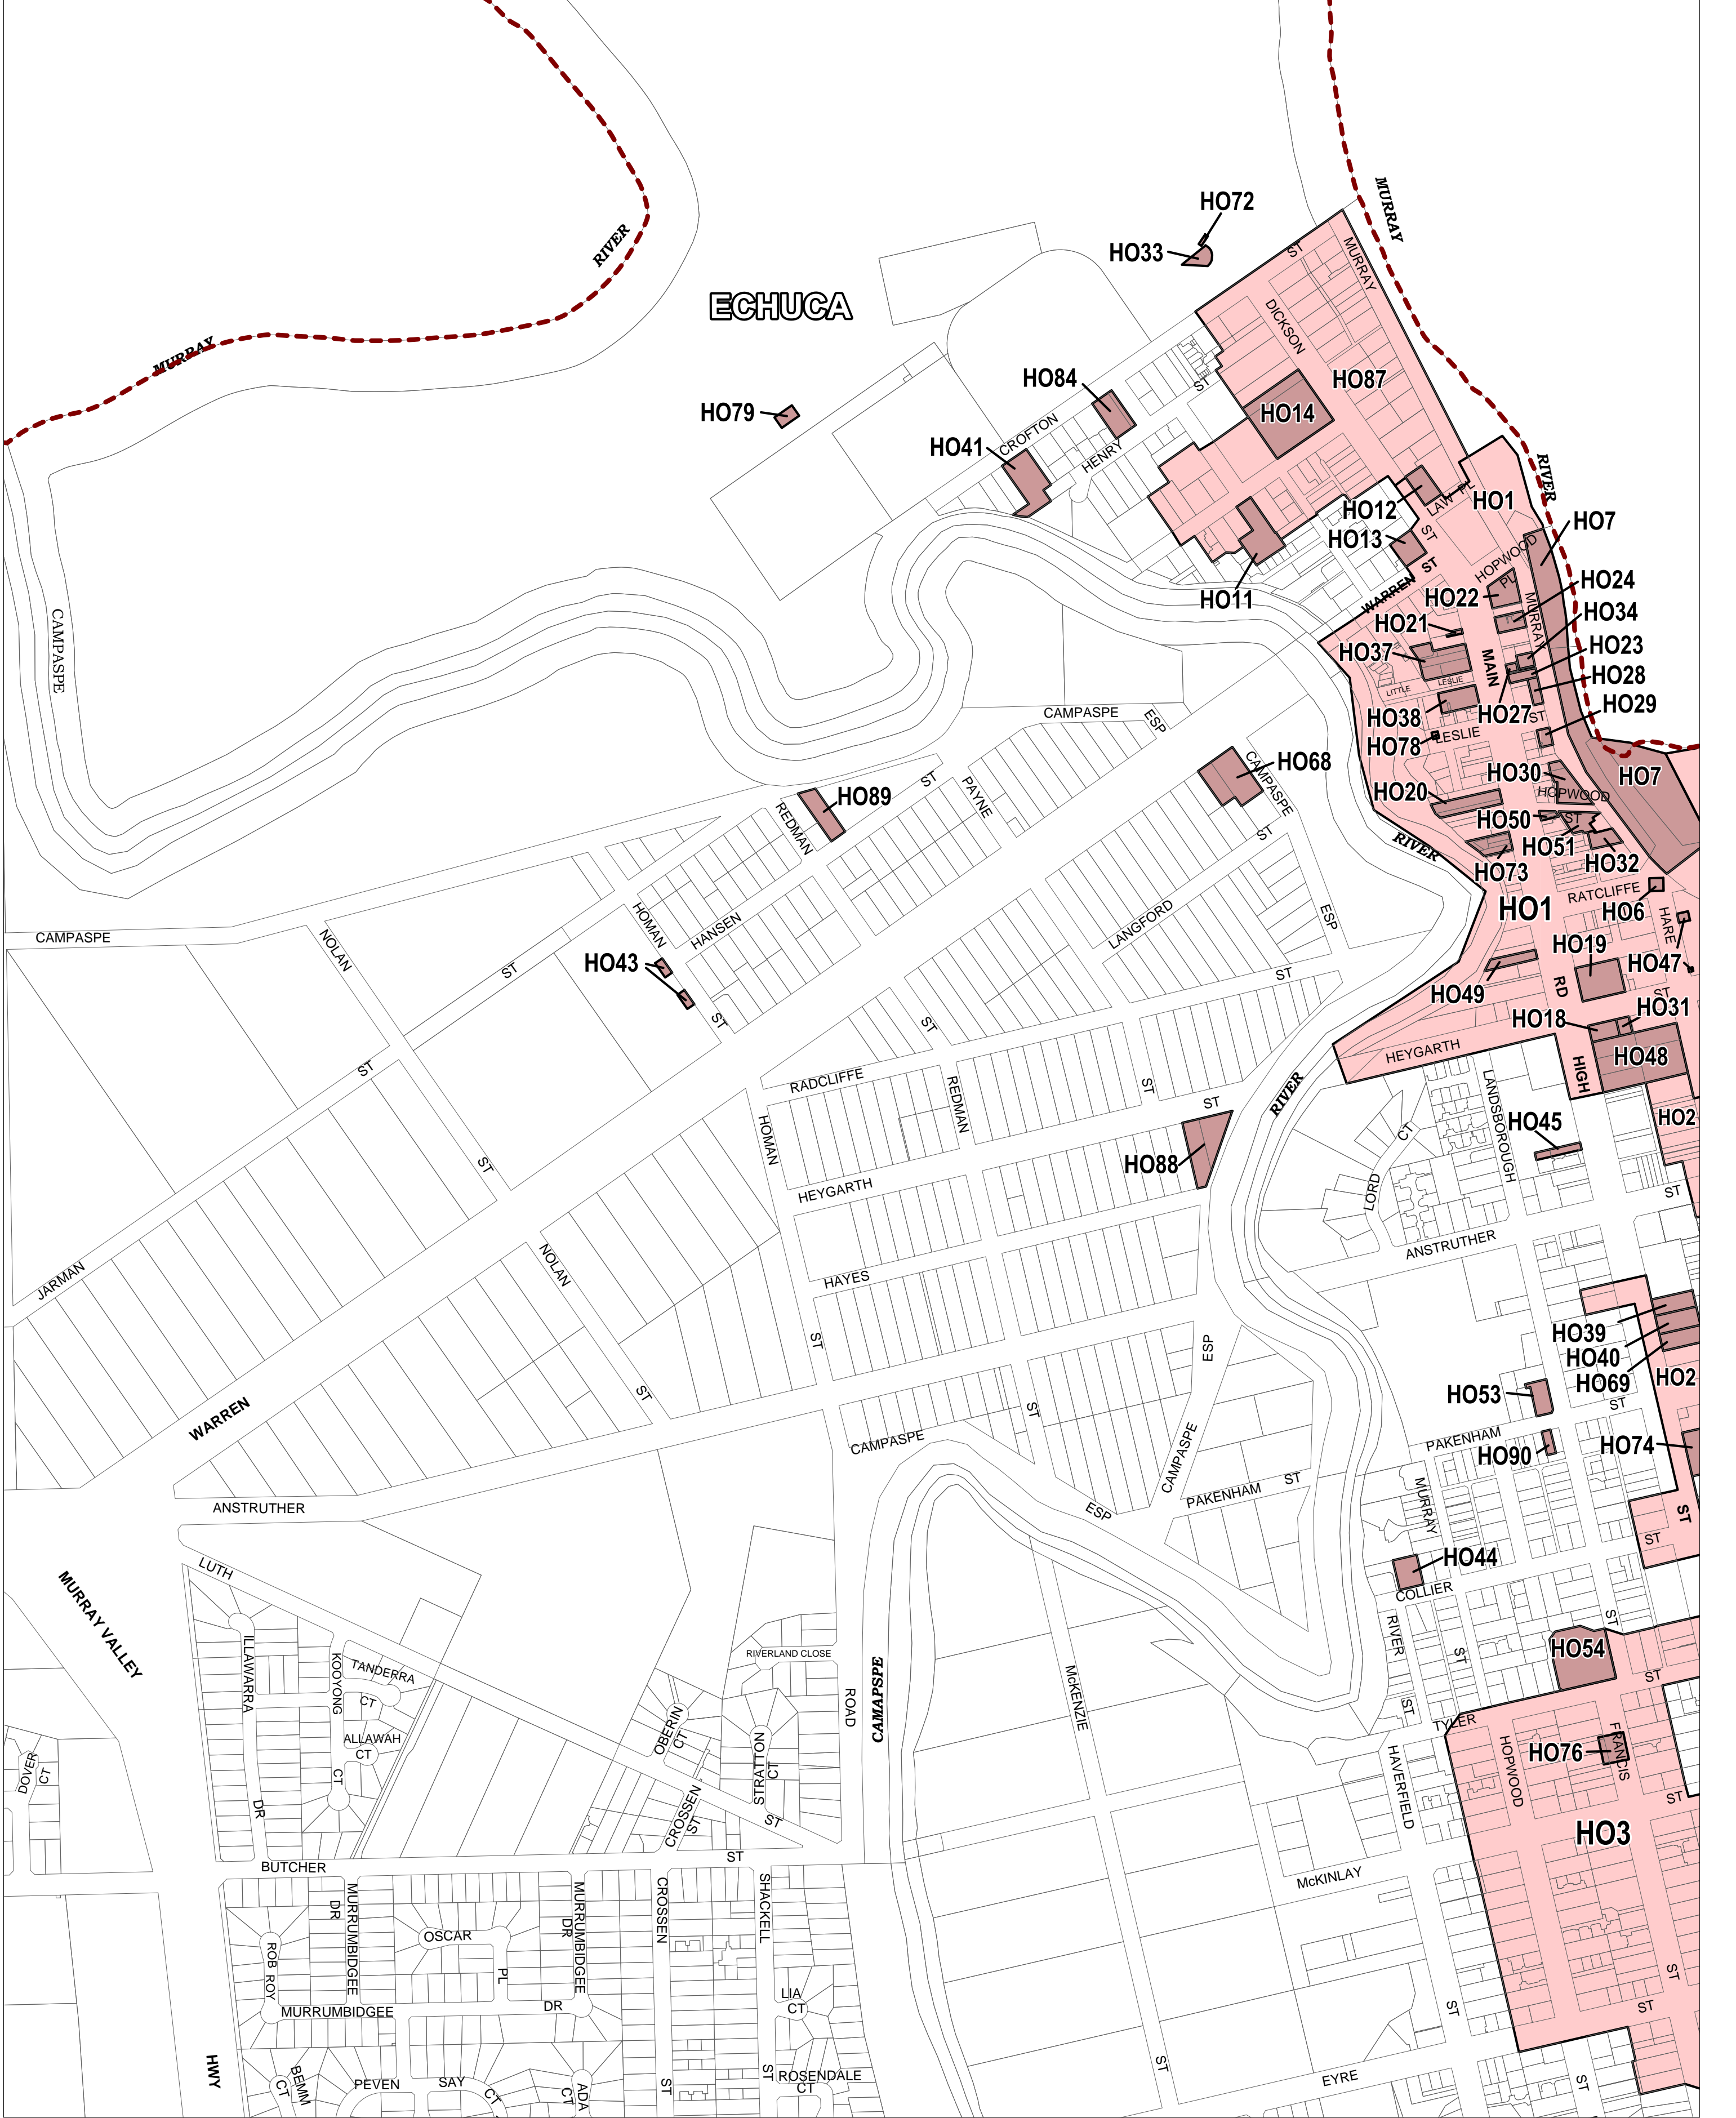 HO72
MURRAY
HO33
ST
MURRAY
RIVER
ECHUCA
DICKSON
MURRAY
HO84
ST
HO87
HO79
HO14
CROFTON
HO41
HENRY
RIVER
LAW PL
HO1
HO12
HO7
ST
HO13
HOPWOOD
PL
ST
WARREN
HO24
HO11
HO22
MURRAY
HO34
HO21
HO23
HO37
MAIN
HO28
CAMPASPE
LITTLE
LESLIE
HO29
HO38
HO27
ST
CAMPASPE
ESP
HO78
LESLIE
HO68
CAMPASPE
HO30
HO7
ST
PAYNE
HO20
HOPWOOD
HO89
REDMAN
HO50
ST
ST
RIVER
HO51
HO32
HO73
RATCLIFFE
HO1
HO6
HARE
HOMAN
HANSEN
LANGFORD
ESP
CAMPASPE
NOLAN
HO19
HO43
HO47
ST
ST
HO49
RD
ST
HO31
ST
ST
HO18
HEYGARTH
HO48
ST
RADCLIFFE
REDMAN
ST
RIVER
HIGH
LANDSBOROUGH
HOMAN
ST
HO2
HO45
CT
ST
HO88
HEYGARTH
LORD
ST
ANSTRUTHER
JARMAN
NOLAN
HAYES
ST
ESP
HO39
HO40
HO69
HO2
WARREN
ST
ST
HO53
ST
CAMPASPE
CAMPASPE
PAKENHAM
HO90
HO74
ANSTRUTHER
ESP
PAKENHAM
ST
MURRAY
ST
ST
LUTH
HO44
COLLIER
MURRAY VALLEY
ST
ILLAWARRA
KOOYONG
TANDERRA
CT
RIVERLAND CLOSE
CAMAPSPE
ROAD
McKENZIE
RIVER
ST
HO54
ST
ST
OBERIN
CT
STRATTON
CT
ALLAWAH
CT
CT
TYLER
HO76
FRANCIS
HOPWOOD
DOVER
CT
DR
CROSSEN
ST
ST
HAVERFIELD
ST
HO3
BUTCHER
ST
McKINLAY
DR
MURRUMBIDGEE
MURRUMBIDGEE
DR
CROSSEN
SHACKELL
OSCAR
PL
ROB ROY
ST
LIA
CT
MURRUMBIDGEE
DR
ST
ST
HWY
BEMM
CT
PEVEN
SAY
CT
ADA
CT
ST
ST
ROSENDALE
CT
ST
EYRE
ST